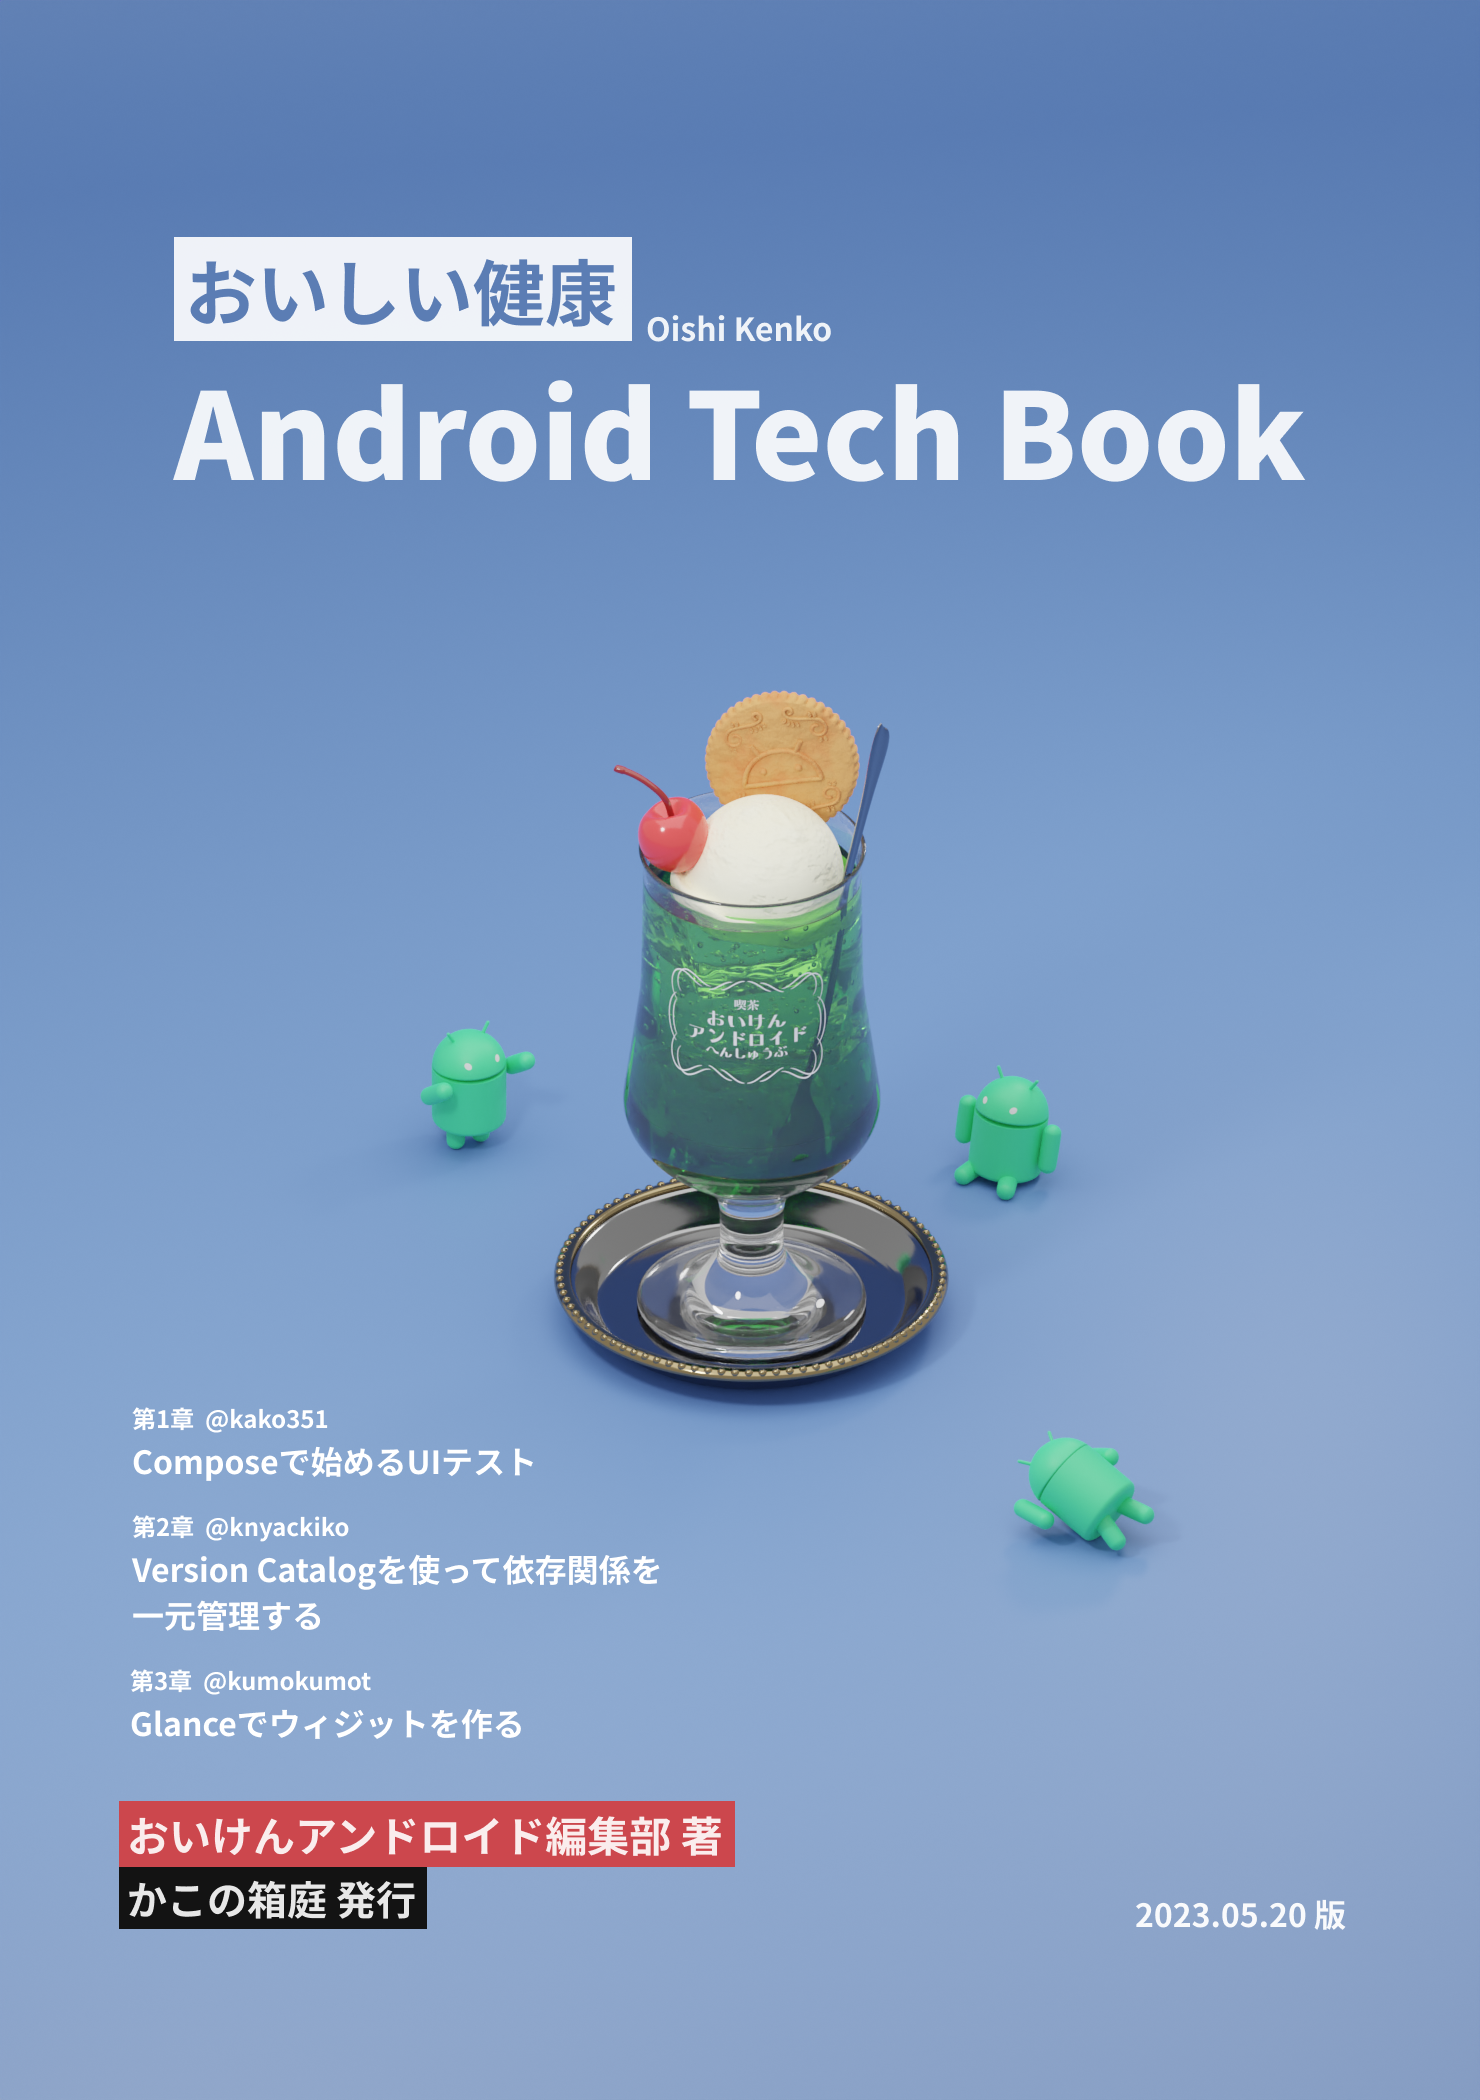 おいしい健康
Oishi Kenko
Android Tech Book
喫茶
おいけん
アンドロイド
へんしゅうぶ
第1章 @kako351
Composeで始めるUIテスト
第2章 @knyackiko
Version Catalogを使って依存関係を
一元管理する
第3章 @kumokumot
Glanceでウィジットを作る
おいけんアンドロイド編集部 著
かこの箱庭 発行
2023.05.20 版